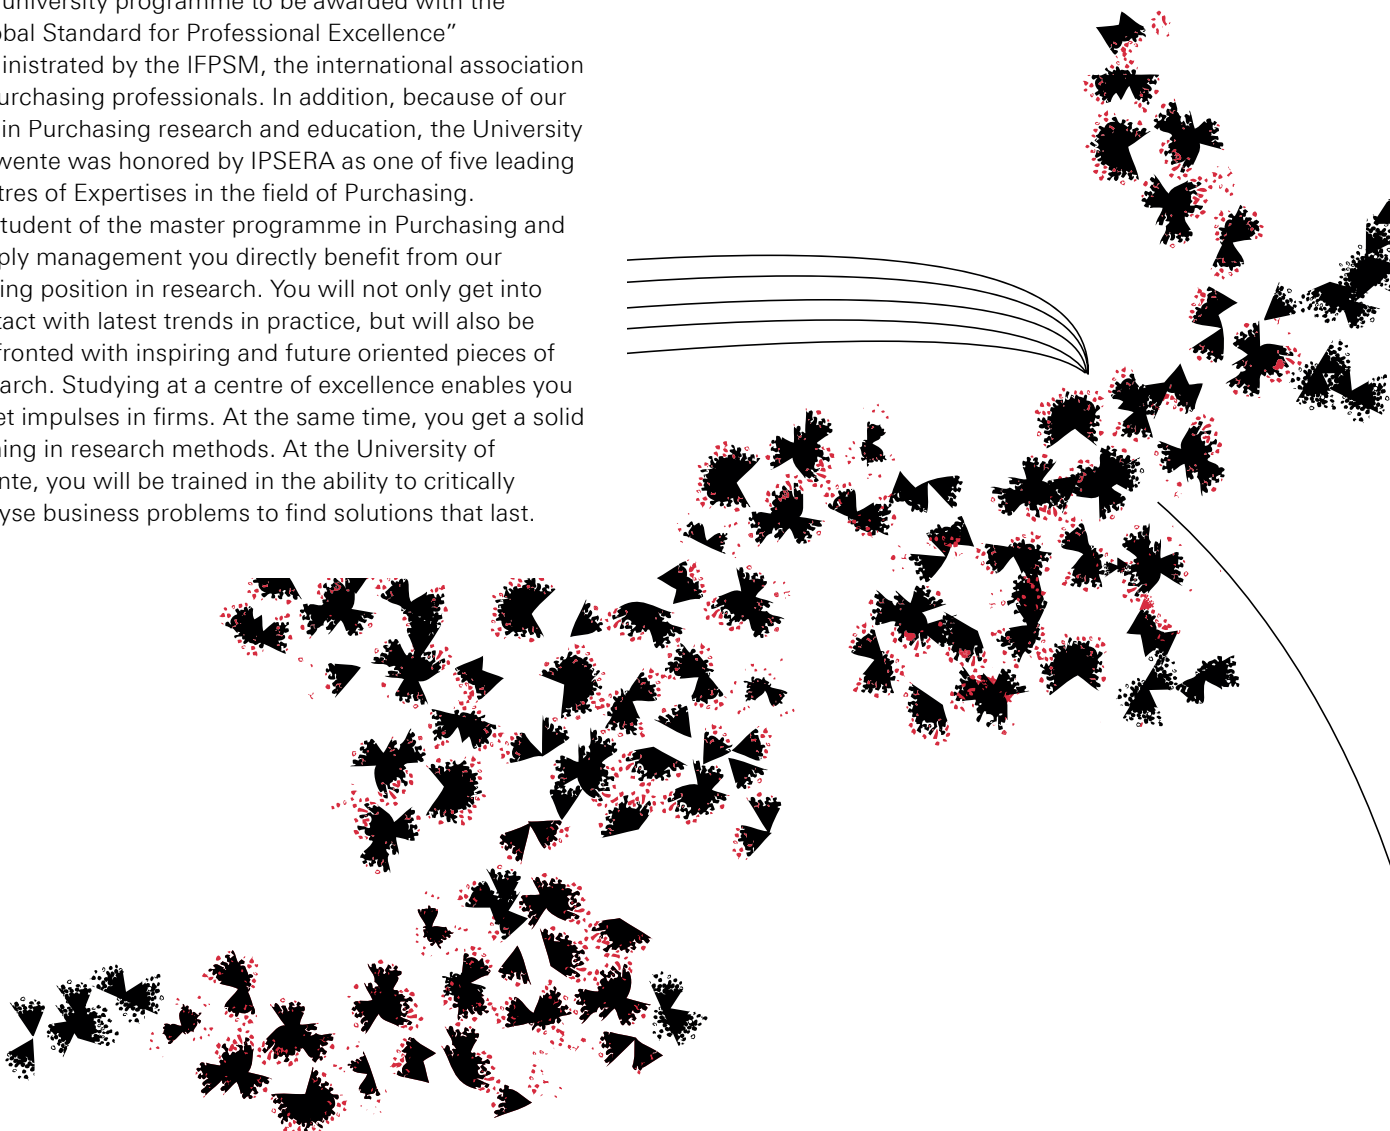 university programme to be awarded with the
bal Standard for Professional Excellence”
inistrated by the IFPSM, the international association
urchasing professionals. In addition, because of our
in Purchasing research and education, the University
wente was honored by IPSERA as one of five leading
tres of Expertises in the field of Purchasing.
tudent of the master programme in Purchasing and
ply management you directly benefit from our
ing position in research. You will not only get into
tact with latest trends in practice, but will also be
fronted with inspiring and future oriented pieces of
arch. Studying at a centre of excellence enables you
et impulses in firms. At the same time, you get a solid
ing in research methods. At the University of
nte, you will be trained in the ability to critically
lyse business problems to find solutions that last.